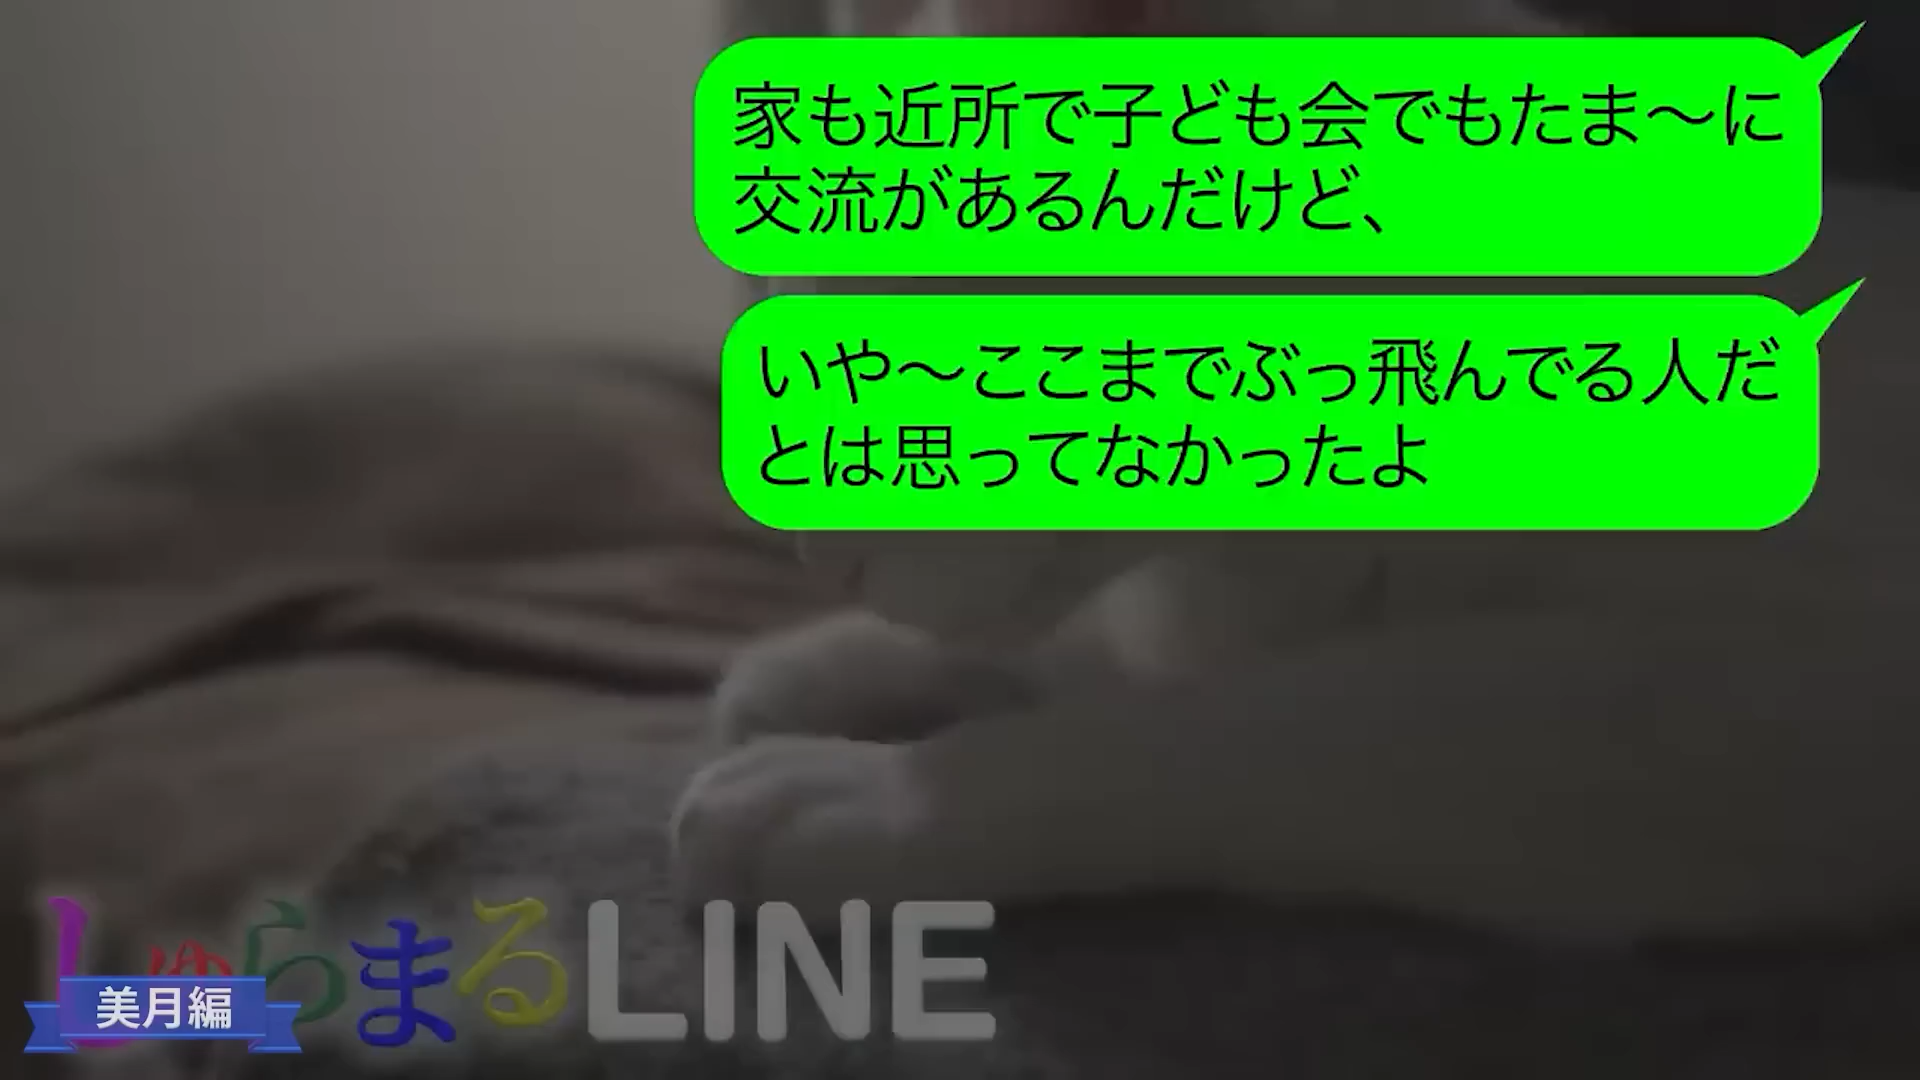 家も近所で子ども会でもたま〜に
交流があるんだけど、
いや〜ここまでぶっ飛んでる人だ
とは思ってなかったよ
しゅらまるLINE
美月編